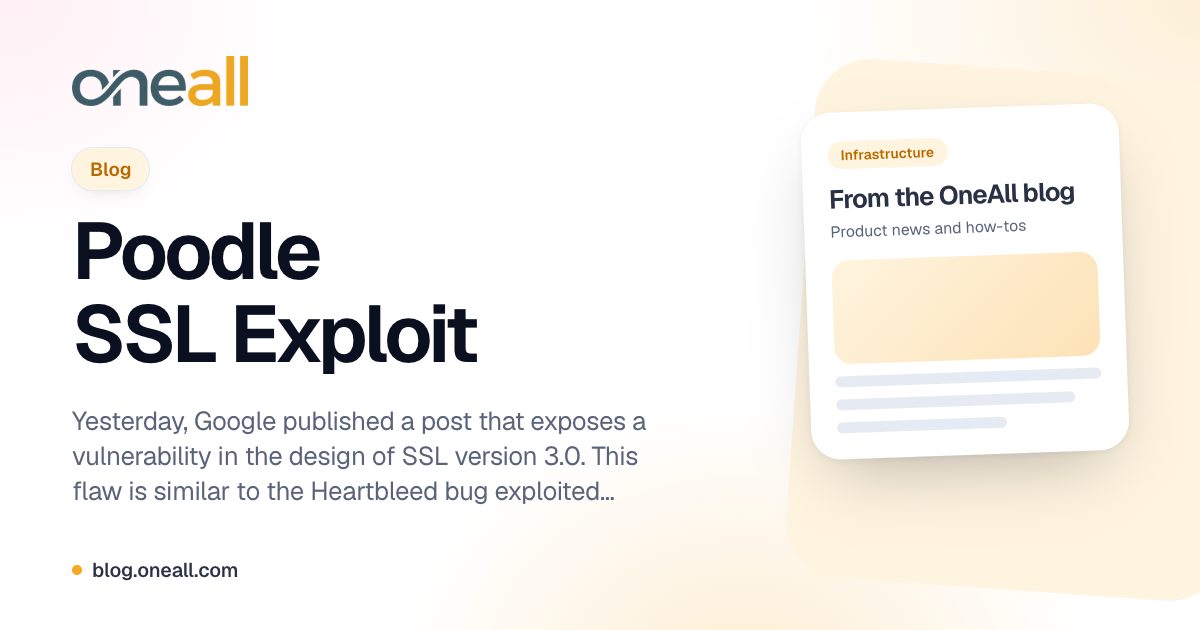 oneall
Blog
Poodle
SSL Exploit
Yesterday, Google published a post that exposes a
vulnerability in the design of SSL version 3.0. This
flaw is similar to the Heartbleed bug exploited...
blog.oneall.com
Infrastructure
From the OneAll blog
Product news and how-tos